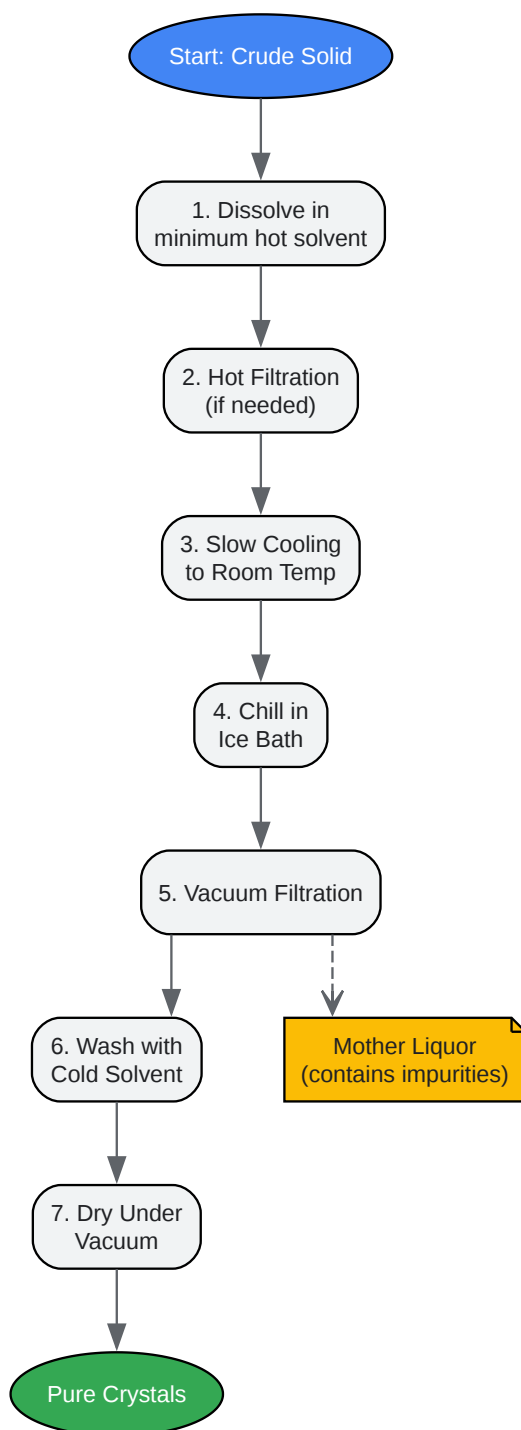 Start: Crude Solid
1. Dissolve in
minimum hot solvent
2. Hot Filtration
(if needed)
3. Slow Cooling
to Room Temp
4. Chill in
Ice Bath
5. Vacuum Filtration
6. Wash with
Cold Solvent
Mother Liquor
(contains impurities)
7. Dry Under
Vacuum
Pure Crystals